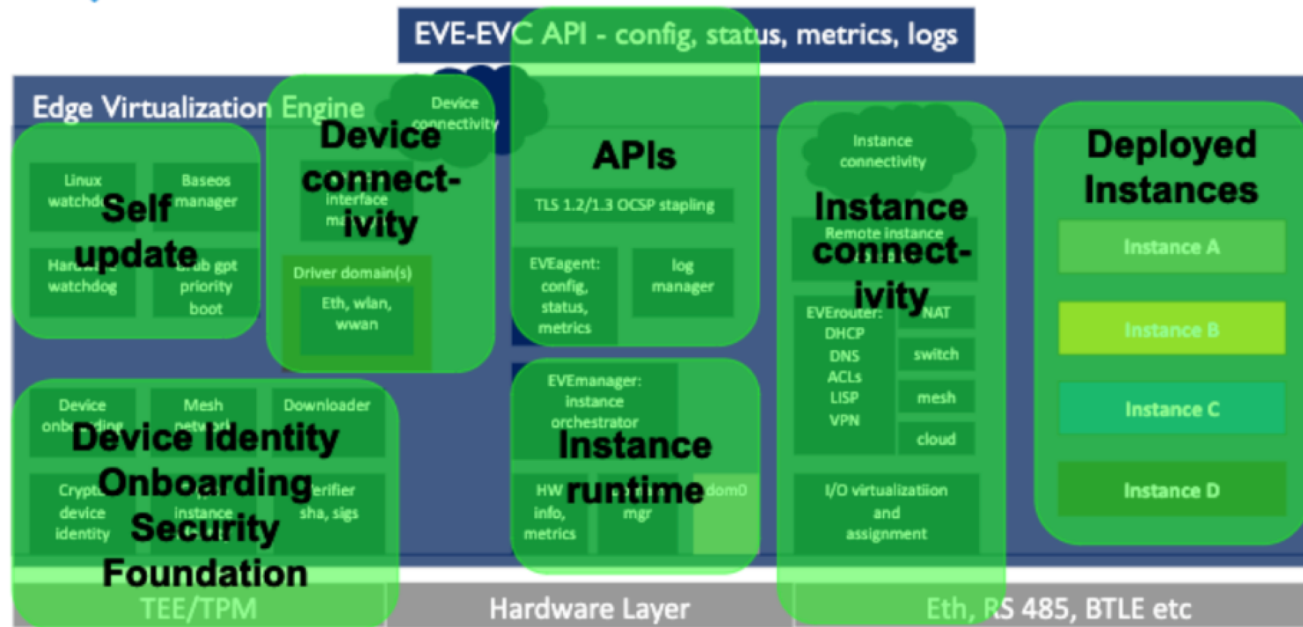 EVE-EVC API - config, status, metrics, logs
Edge Virtualization Engine
Self
update
Linux
watchdog
Baseos
manager
Hardware
watchdog
Grub gpt
priority
boot
Device
connect-
ivity
Device
connectivity
interface
Driver domain(s)
Eth, wlan,
wwan
APIs
TLS 1.2/1.3 OCSP stapling
EVEagent:
config,
status,
metrics
log
manager
Instance
connect-
ivity
Instance
connectivity
Remote instance
EVErouter:
DHCP
DNS
ACLs
LISP
VPN
NAT
switch
mesh
cloud
I/O virtualizatiion
and
assignment
Deployed
Instances
Instance A
Instance B
Instance C
Instance D
Device Identity
Onboarding
Security
Foundation
Device
onboarding
Mesh
network
Downloader
Crypto
device
identity
instance
Verifier
sha, sigs
Instance
runtime
EVEmanager:
instance
orchestrator
HW
info,
metrics
mgr
dom0
TEE/TPM
Hardware Layer
Eth, RS 485, BTLE etc